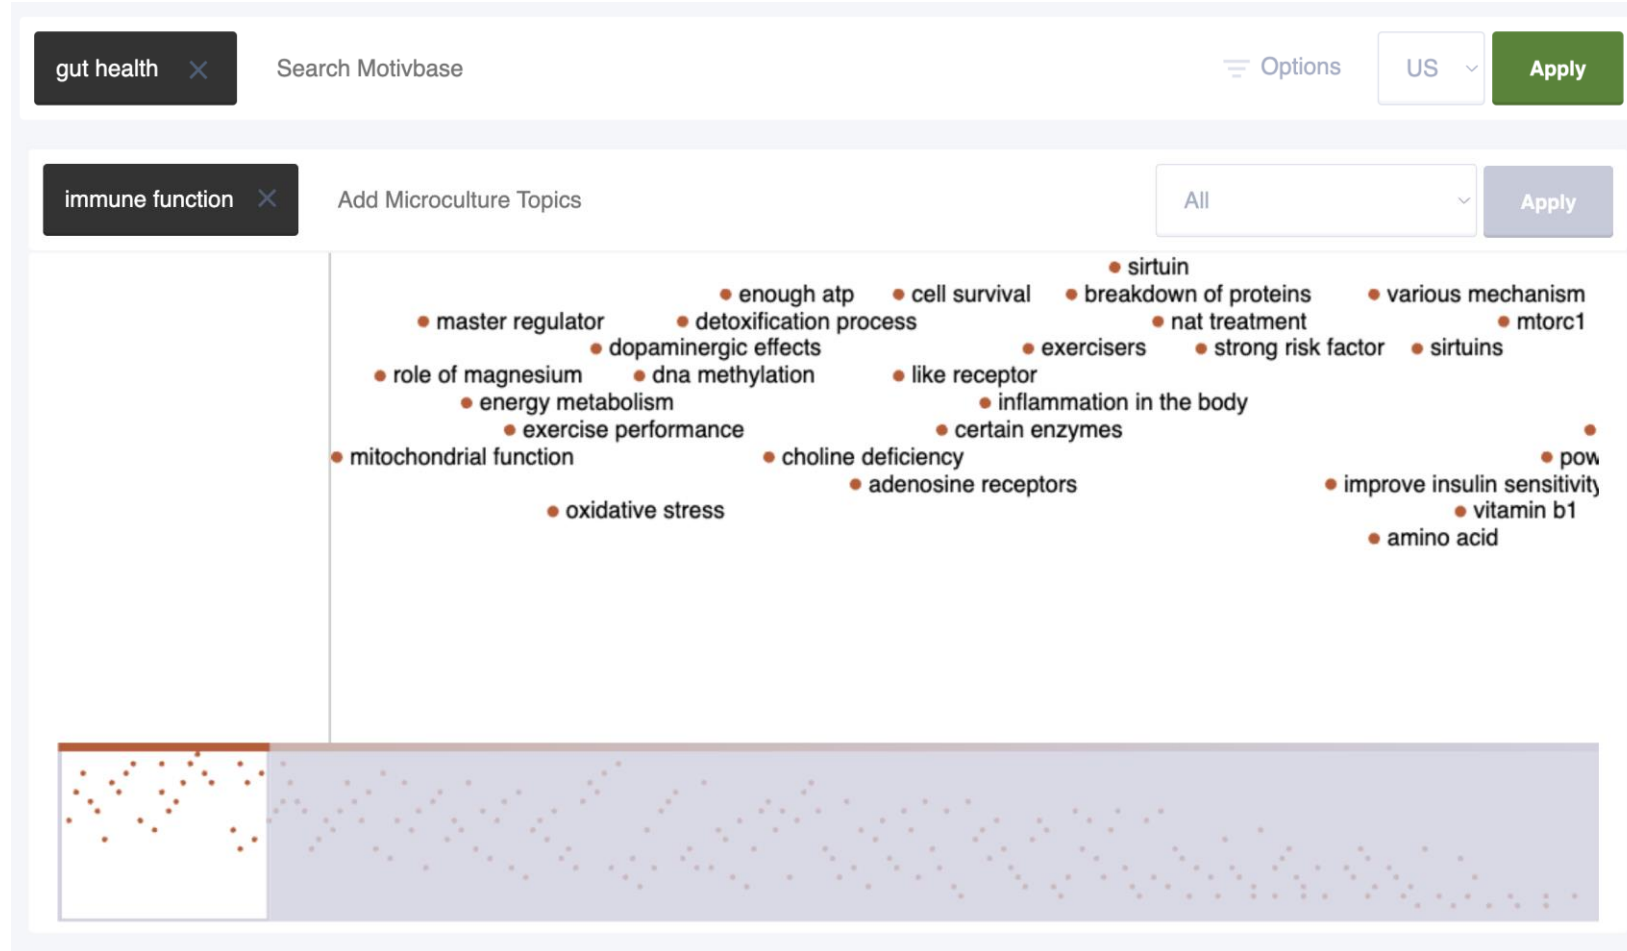 gut health
Search Motivbase
Options
US
Apply
immune function
Add Microculture Topics
All
Apply
sirtuin
enough atp
cell survival
breakdown of proteins
various mechanism
master regulator
detoxification process
nat treatment
mtorc1
dopaminergic effects
exercisers
strong risk factor
sirtuins
role of magnesium
dna methylation
like receptor
energy metabolism
inflammation in the body
exercise performance
certain enzymes
mitochondrial function
choline deficiency
pow
adenosine receptors
improve insulin sensitivity
oxidative stress
vitamin b1
amino acid